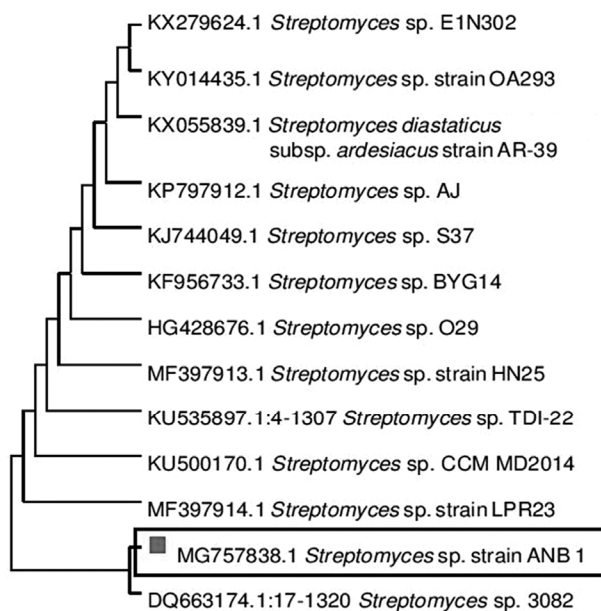 KX279624.1 Streptomyces sp. E1N302
KY014435.1 Streptomyces sp. strain OA293
KX055839.1 Streptomyces diastaticus
subsp. ardesiacus strain AR-39
KP797912.1 Streptomyces sp. AJ
KJ744049.1 Streptomyces sp. S37
KF956733.1 Streptomyces sp. BYG14
HG428676.1 Streptomyces sp. O29
MF397913.1 Streptomyces sp. strain HN25
KU535897.1:4-1307 Streptomyces sp. TDI-22
KU500170.1 Streptomyces sp. CCM MD2014
MF397914.1 Streptomyces sp. strain LPR23
MG757838.1 Streptomyces sp. strain ANB 1
DQ663174.1:17-1320 Streptomyces sp. 3082